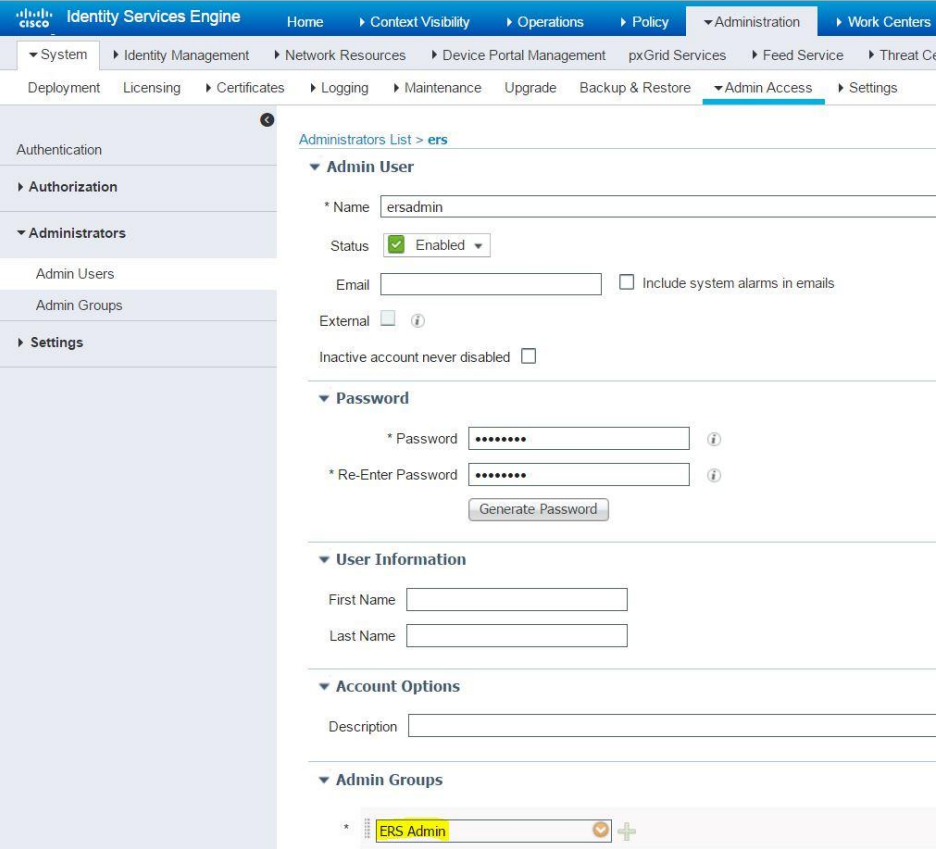 cisco Identity Services Engine Home Context Visibility Operations Policy Administration Work Centers
System Identity Management Network Resources Device Portal Management pxGrid Services Feed Service Threat Ce
Deployment Licensing Certificates Logging Maintenance Upgrade Backup & Restore Admin Access Settings
Authentication
Authorization
Administrators
Admin Users
Admin Groups
Settings
Administrators List > ers
Admin User
* Name ersadmin
Status Enabled
Email Include system alarms in emails
External
Inactive account never disabled
Password
* Password ••••••••
* Re-Enter Password ••••••••
Generate Password
User Information
First Name
Last Name
Account Options
Description
Admin Groups
* ERS Admin